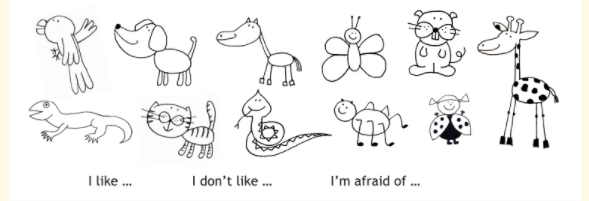 I like … I don't like … I'm afraid of …